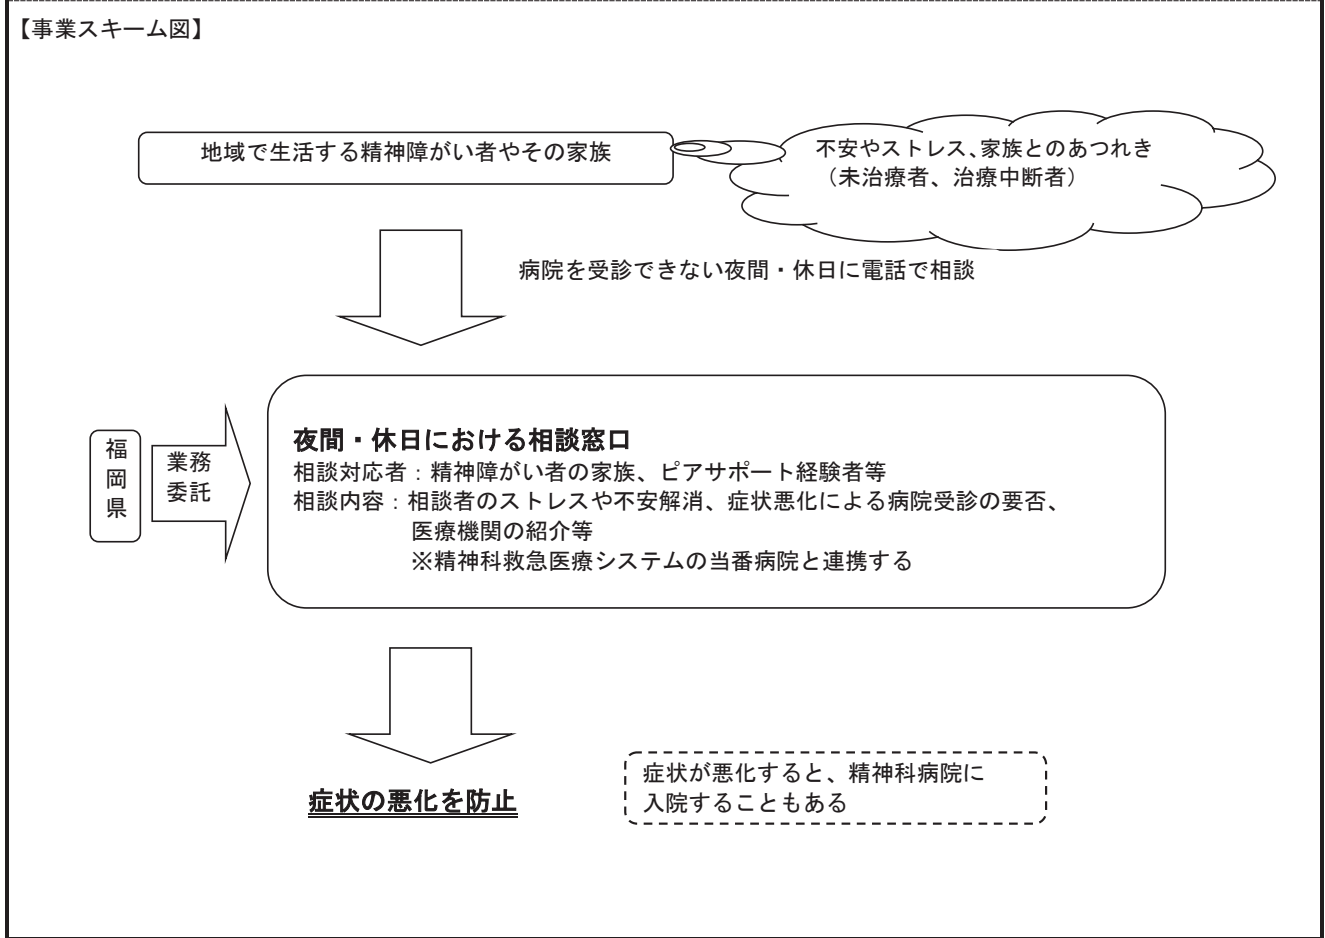 【事業スキーム図】
地域で生活する精神障がい者やその家族
不安やストレス、家族とのあつれき
（未治療者、治療中断者）
病院を受診できない夜間・休日に電話で相談
福岡県
業務
委託
夜間・休日における相談窓口
相談対応者：精神障がい者の家族、ピアサポート経験者等
相談内容：相談者のストレスや不安解消、症状悪化による病院受診の要否、
医療機関の紹介等
※精神科救急医療システムの当番病院と連携する
症状の悪化を防止
症状が悪化すると、精神科病院に
入院することもある